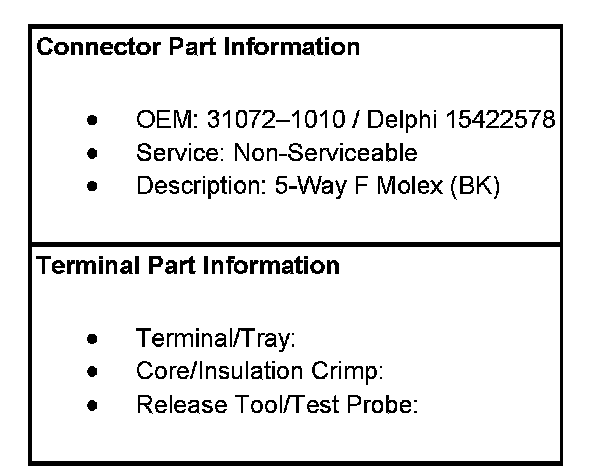 Connector Part Information
• OEM: 31072–1010 / Delphi 15422578
• Service: Non-Serviceable
• Description: 5-Way F Molex (BK)
Terminal Part Information
• Terminal/Tray:
• Core/Insulation Crimp:
• Release Tool/Test Probe: